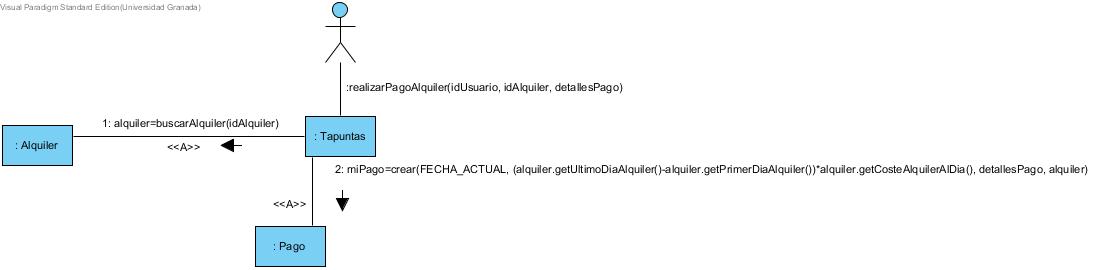 Visual Paradigm Standard Edition(Universidad Granada)
:realizarPagoAlquiler(idUsuario, idAlquiler, detallesPago)
1: alquiler=buscarAlquiler(idAlquiler)
: Alquiler
<<A>>
: Tapuntas
2: miPago=crear(FECHA_ACTUAL, (alquiler.getUltimoDiaAlquiler()-alquiler.getPrimerDiaAlquiler())*alquiler.getCosteAlquilerAlDia(), detallesPago, alquiler)
<<A>>
: Pago